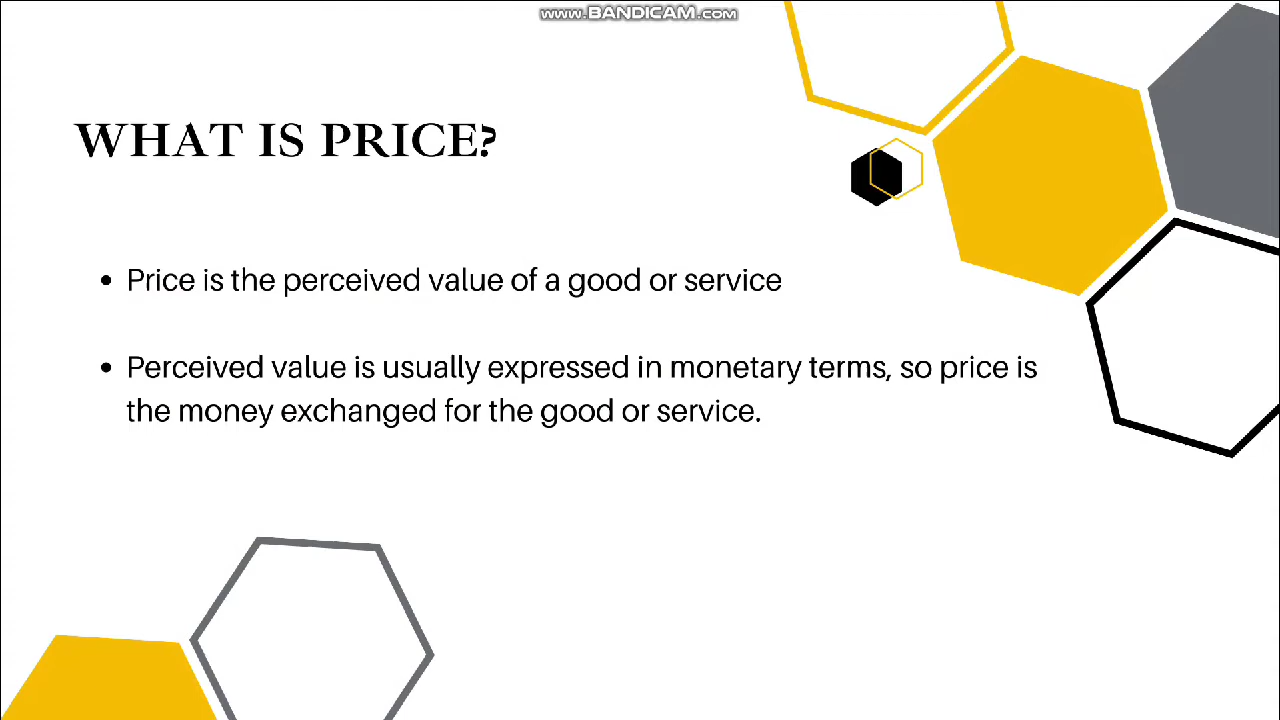 www.BANDICAM.com
WHAT IS PRICE?
• Price is the perceived value of a good or service
• Perceived value is usually expressed in monetary terms, so price is
the money exchanged for the good or service.